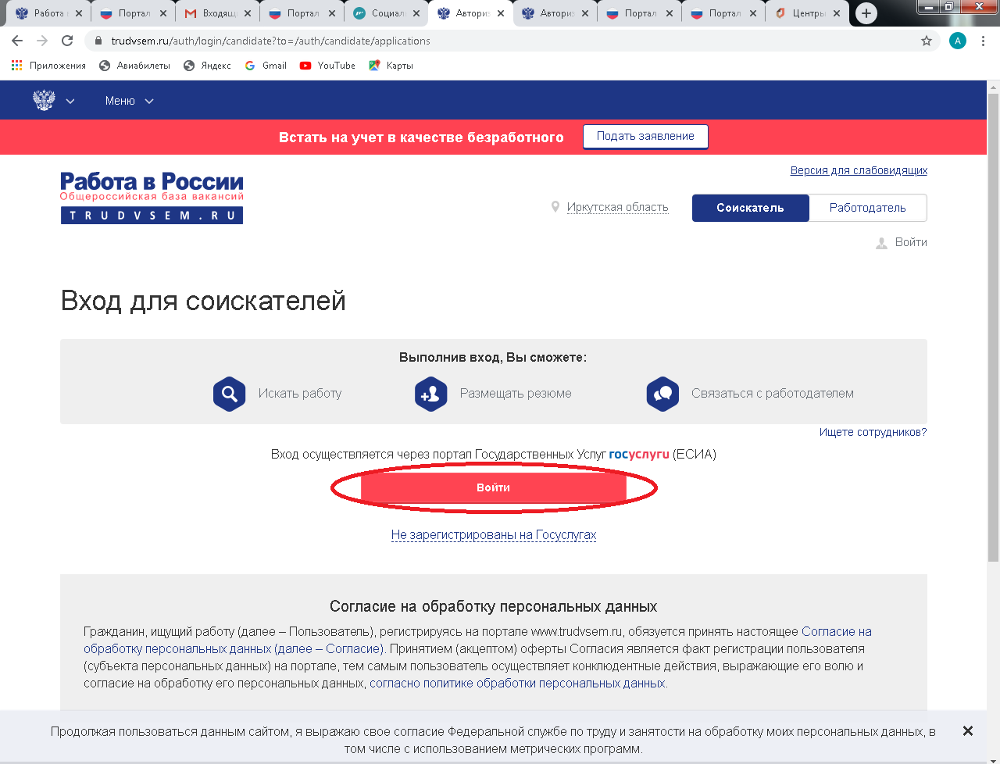 Работа
Портал
Входящ
Портал
Социал
Авториз
Авториз
Портал
Портал
Центры
trudvsem.ru/auth/login/candidate?to=/auth/candidate/applications
A
Приложения
Авиабилеты
Яндекс
Gmail
YouTube
Карты
Меню
Встать на учет в качестве безработного
Подать заявление
Версия для слабовидящих
Работа в России
Общероссийская база вакансий
TRUDVSEM.RU
Иркутская область
Соискатель
Работодатель
Войти
Вход для соискателей
Выполнив вход, Вы сможете:
Искать работу
Размещать резюме
Связаться с работодателем
Ищете сотрудников?
Вход осуществляется через портал Государственных Услуг госуслуги (ЕСИА)
Войти
Не зарегистрированы на Госуслугах
Согласие на обработку персональных данных
Гражданин, ищущий работу (далее – Пользователь), регистрируясь на портале www.trudvsem.ru, обязуется принять настоящее Согласие на
обработку персональных данных (далее – Согласие). Принятием (акцептом) оферты Согласия является факт регистрации пользователя
(субъекта персональных данных) на портале, тем самым пользователь осуществляет конклюдентные действия, выражающие его волю и
согласие на обработку его персональных данных, согласно политике обработки персональных данных.
Продолжая пользоваться данным сайтом, я выражаю свое согласие Федеральной службе по труду и занятости на обработку моих персональных данных, в
том числе с использованием метрических программ.